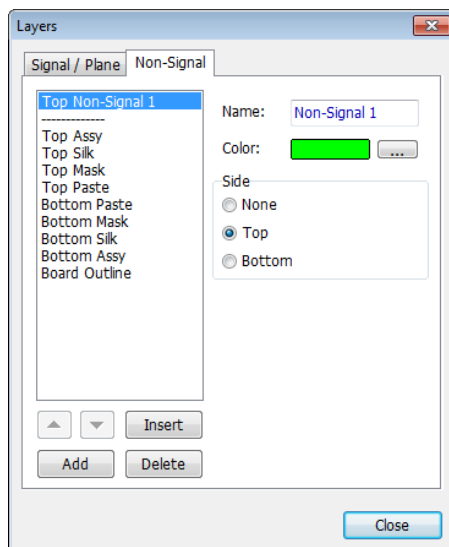 Layers
Signal / Plane
Non-Signal
Top Non-Signal 1
-------------
Top Assy
Top Silk
Top Mask
Top Paste
Bottom Paste
Bottom Mask
Bottom Silk
Bottom Assy
Board Outline
Name: Non-Signal 1
Color: ...
Side
None
Top
Bottom
Insert
Add
Delete
Close